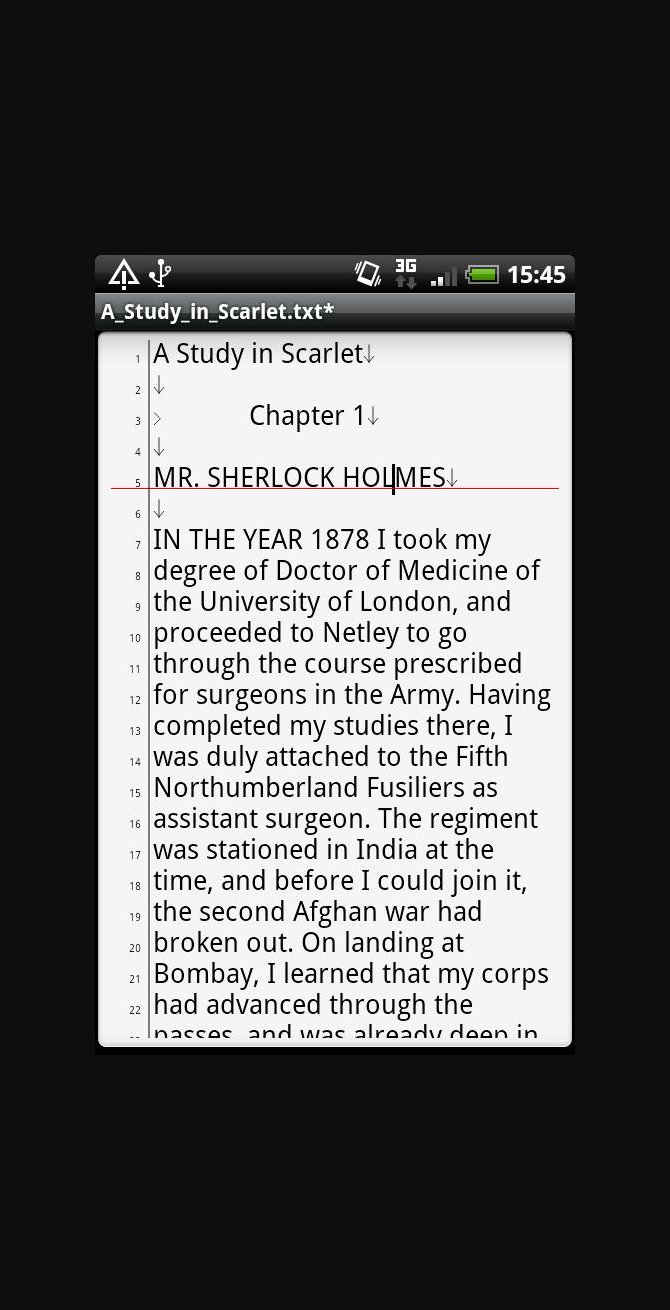 3G 15:45
A_Study_in_Scarlet.txt*
1 A Study in Scarlet↓
2 ↓
3 > Chapter 1↓
4 ↓
5 MR. SHERLOCK HOLMES↓
6 ↓
7 IN THE YEAR 1878 I took my
8 degree of Doctor of Medicine of
9 the University of London, and
10 proceeded to Netley to go
11 through the course prescribed
12 for surgeons in the Army. Having
13 completed my studies there, I
14 was duly attached to the Fifth
15 Northumberland Fusiliers as
16 assistant surgeon. The regiment
17 was stationed in India at the
18 time, and before I could join it,
19 the second Afghan war had
20 broken out. On landing at
21 Bombay, I learned that my corps
22 had advanced through the
passes, and was already deep in